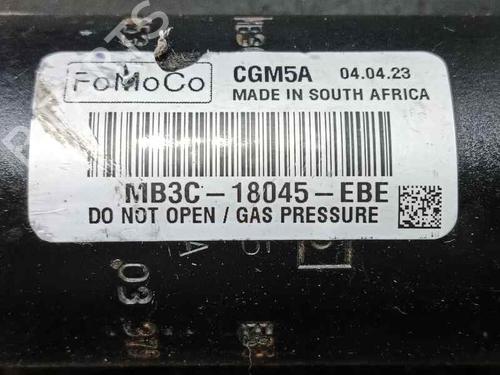 FoMoCo CGM5A 04.04.23
MADE IN SOUTH AFRICA
MB3C-18045-EBE
DO NOT OPEN / GAS PRESSURE